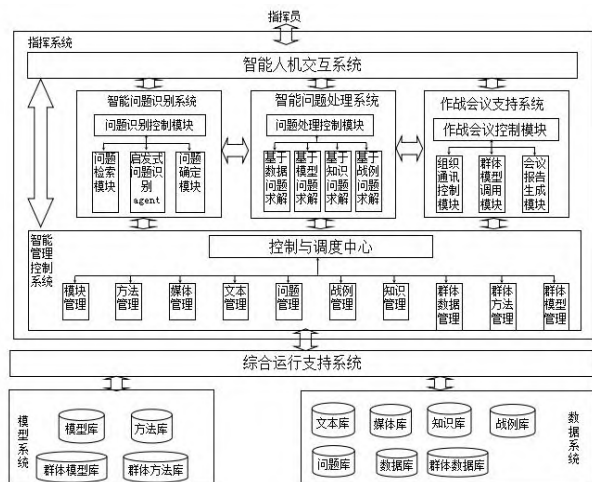 指挥员
指挥系统
智能人机交互系统
智能问题识别系统
问题识别控制模块
问题检索模块
启发式问题识别agent
问题确定模块
智能问题处理系统
问题处理控制模块
基于数据问题求解
基于模型问题求解
基于知识问题求解
基于战例问题求解
作战会议支持系统
作战会议控制模块
组织通讯控制模块
群体模型调用模块
会议报告生成模块
智能管理控制系统
控制与调度中心
模块管理
方法管理
媒体管理
文本管理
问题管理
战例管理
知识管理
群体数据管理
群体方法管理
群体模型管理
综合运行支持系统
模型系统
模型库
方法库
群体模型库
群体方法库
文本库
媒体库
知识库
战例库
问题库
数据库
群体数据库
数据系统